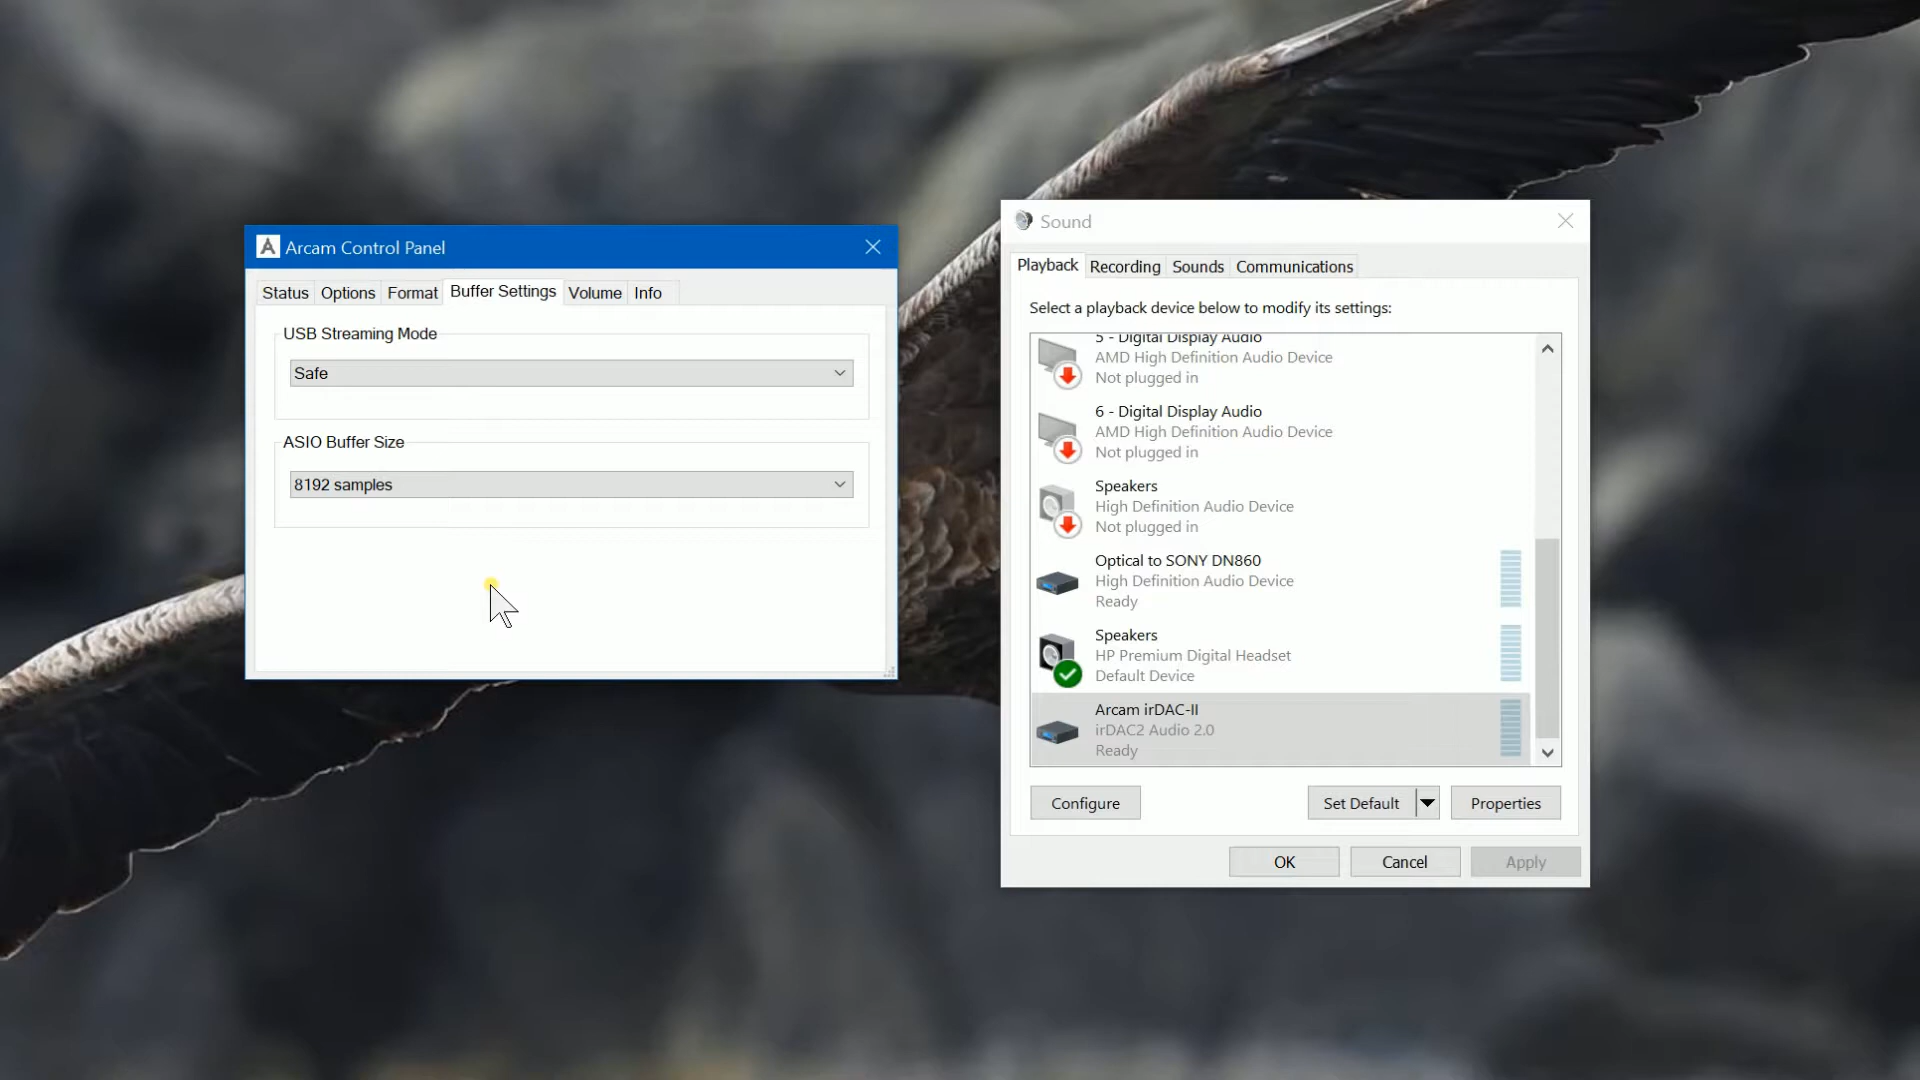 A Arcam Control Panel
Status Options Format Buffer Settings Volume Info
USB Streaming Mode
Safe
ASIO Buffer Size
8192 samples
Sound
Playback Recording Sounds Communications
Select a playback device below to modify its settings:
5 - Digital Display Audio
AMD High Definition Audio Device
Not plugged in
6 - Digital Display Audio
AMD High Definition Audio Device
Not plugged in
Speakers
High Definition Audio Device
Not plugged in
Optical to SONY DN860
High Definition Audio Device
Ready
Speakers
HP Premium Digital Headset
Default Device
Arcam irDAC-II
irDAC2 Audio 2.0
Ready
Configure Set Default Properties
OK Cancel Apply